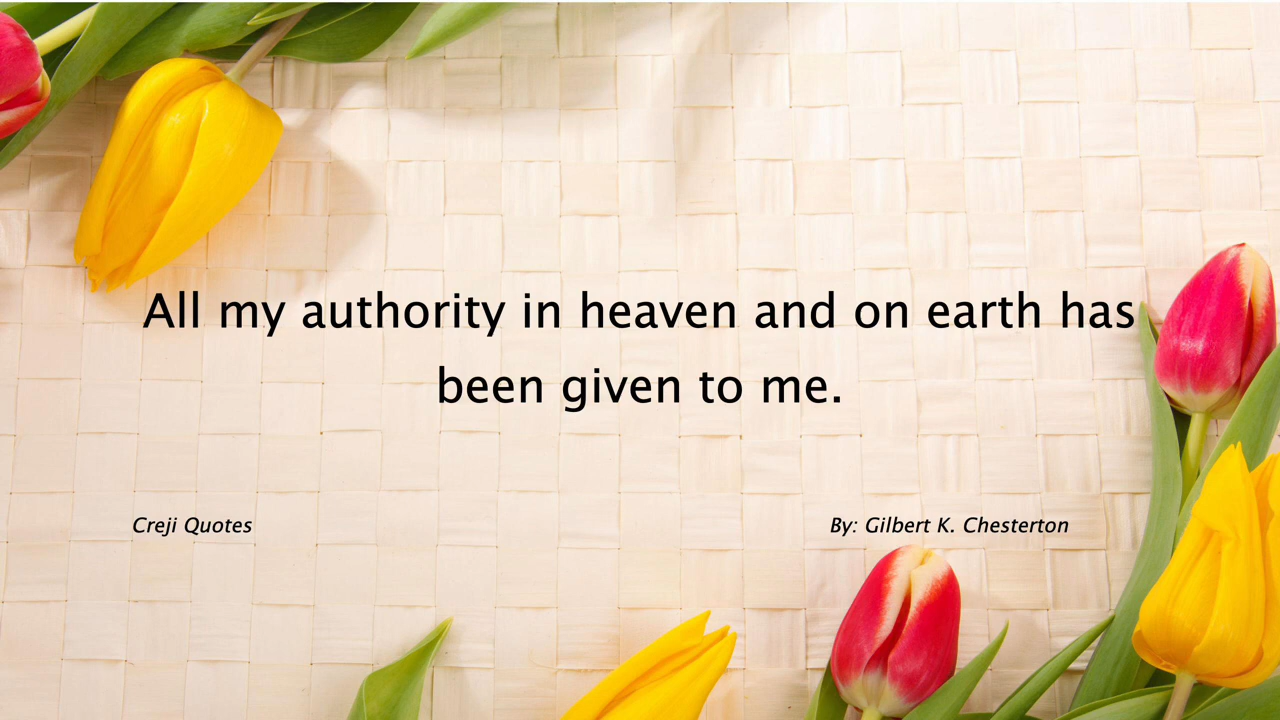 All my authority in heaven and on earth has
been given to me.
Creji Quotes
By: Gilbert K. Chesterton